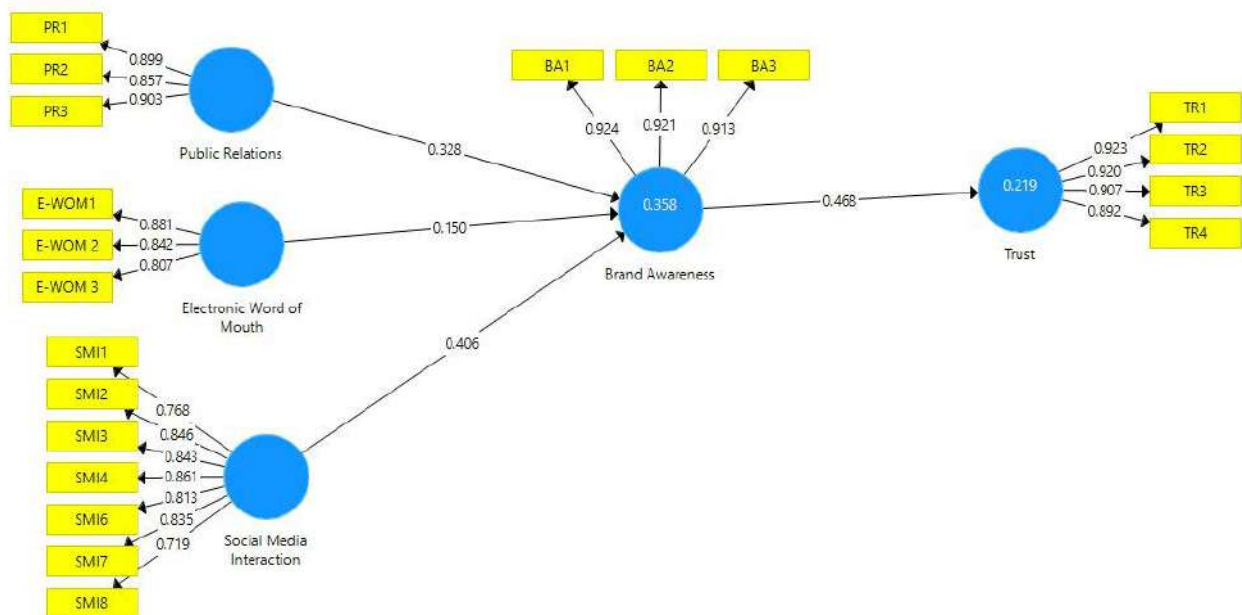 PR1
PR2
PR3
0.899
0.857
0.903
Public Relations
0.328
E-WOM1
E-WOM 2
E-WOM 3
0.881
0.842
0.807
Electronic Word of
Mouth
0.150
SMI1
SMI2
SMI3
SMI4
SMI6
SMI7
SMI8
0.768
0.846
0.843
0.861
0.813
0.835
0.719
Social Media
Interaction
0.406
BA1
BA2
BA3
0.924
0.921
0.913
0.358
Brand Awareness
0.468
0.219
Trust
0.923
0.920
0.907
0.892
TR1
TR2
TR3
TR4